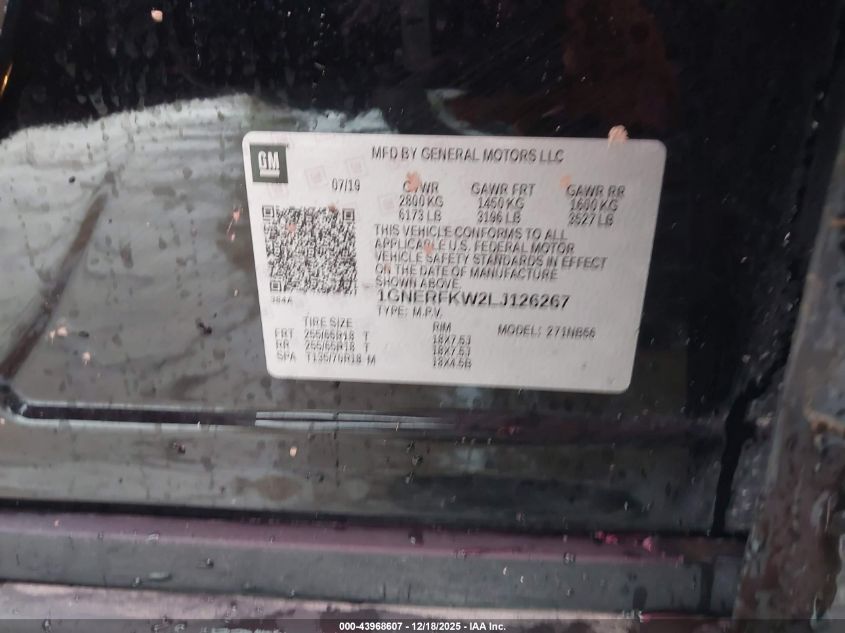 GM
MFD BY GENERAL MOTORS LLC
07/19 GVWR GAWR FRT GAWR RR
2800 KG 1450 KG 1600 KG
6173 LB 3196 LB 3527 LB
THIS VEHICLE CONFORMS TO ALL
APPLICABLE U.S. FEDERAL MOTOR
VEHICLE SAFETY STANDARDS IN EFFECT
ON THE DATE OF MANUFACTURE
SHOWN ABOVE.
384A
1GNERFKW2LJ126267
TYPE: M.P.V.
TIRE SIZE RIM MODEL: 271NB56
FRT 255/65R18 T 18X7.5J
RR 255/65R18 T 18X7.5J
SPA T135/70R18 M 18X4.5B
000-43968607 - 12/18/2025 - IAA Inc.